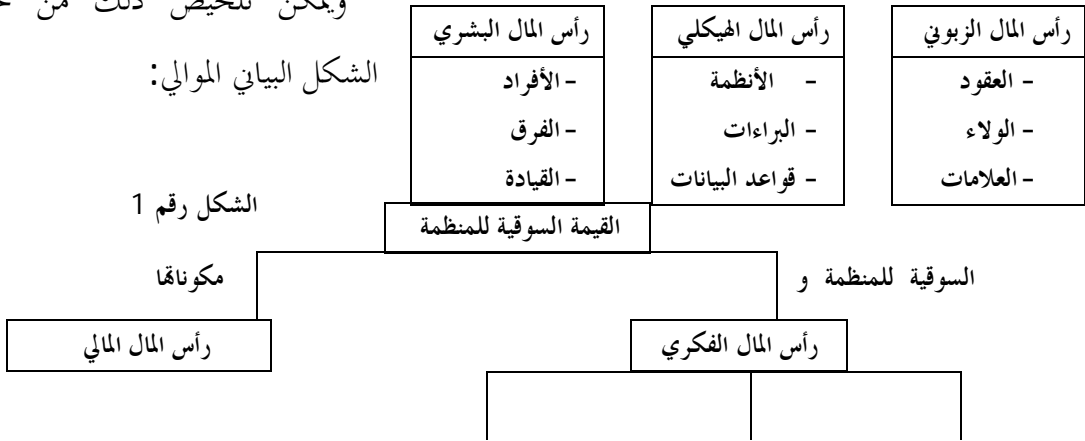 ويمكن تلخيص ذلك من
الشكل البياني الموالي:
رأس المال الزبوني
- العقود
- الولاء
- العلامات
رأس المال الهيكلي
- الأنظمة
- البراءات
- قواعد البيانات
رأس المال البشري
- الأفراد
- الفرق
- القيادة
الشكل رقم 1
القيمة السوقية للمنظمة
السوقية للمنظمة و
مكوناتها
رأس المال الفكري
رأس المال المالي